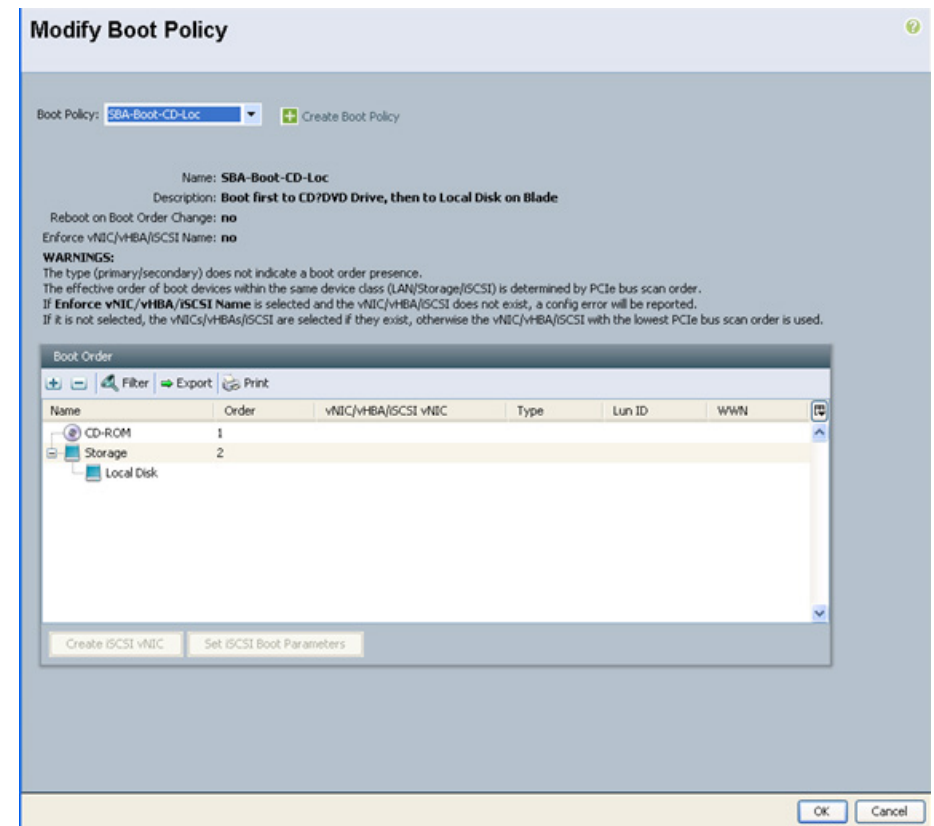 Modify Boot Policy
Boot Policy: SBA-Boot-CD-Loc Create Boot Policy
Name: SBA-Boot-CD-Loc
Description: Boot first to CD?DVD Drive, then to Local Disk on Blade
Reboot on Boot Order Change: no
Enforce vNIC/vHBA/iSCSI Name: no
WARNINGS:
The type (primary/secondary) does not indicate a boot order presence.
The effective order of boot devices within the same device class (LAN/Storage/iSCSI) is determined by PCIe bus scan order.
If Enforce vNIC/vHBA/iSCSI Name is selected and the vNIC/vHBA/iSCSI does not exist, a config error will be reported.
If it is not selected, the vNICs/vHBAs/iSCSI are selected if they exist, otherwise the vNIC/vHBA/iSCSI with the lowest PCIe bus scan order is used.
Boot Order
Filter Export Print
Name Order vNIC/vHBA/iSCSI vNIC Type Lun ID WWN
CD-ROM 1
Storage 2
Local Disk
Create iSCSI vNIC Set iSCSI Boot Parameters
OK Cancel